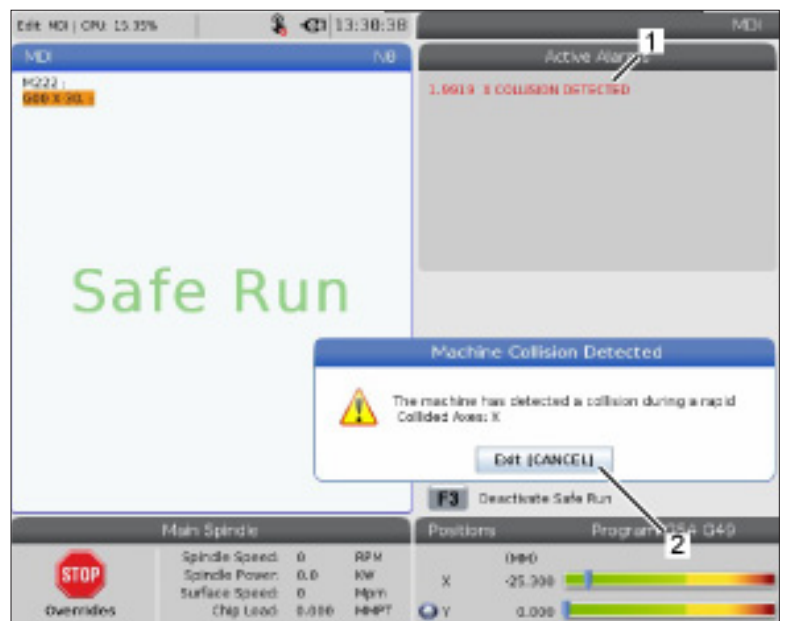 Edit: MDI | CPU: 15.35%
13:30:38
MDI
MDI
N0
Active Alarms
1
M222 ;
G00 X-30. ;
1.9919 X COLLISION DETECTED
Safe Run
Machine Collision Detected
The machine has detected a collision during a rapid
Collided Axes: X
Exit [CANCEL]
F3 Deactivate Safe Run
2
Main Spindle
Positions
Program G54 G49
STOP
Overrides
Spindle Speed: 0 RPM
Spindle Power: 0.0 KW
Surface Speed: 0 Mpm
Chip Load: 0.000 MMPT
(MM)
X -25.300
Y 0.000